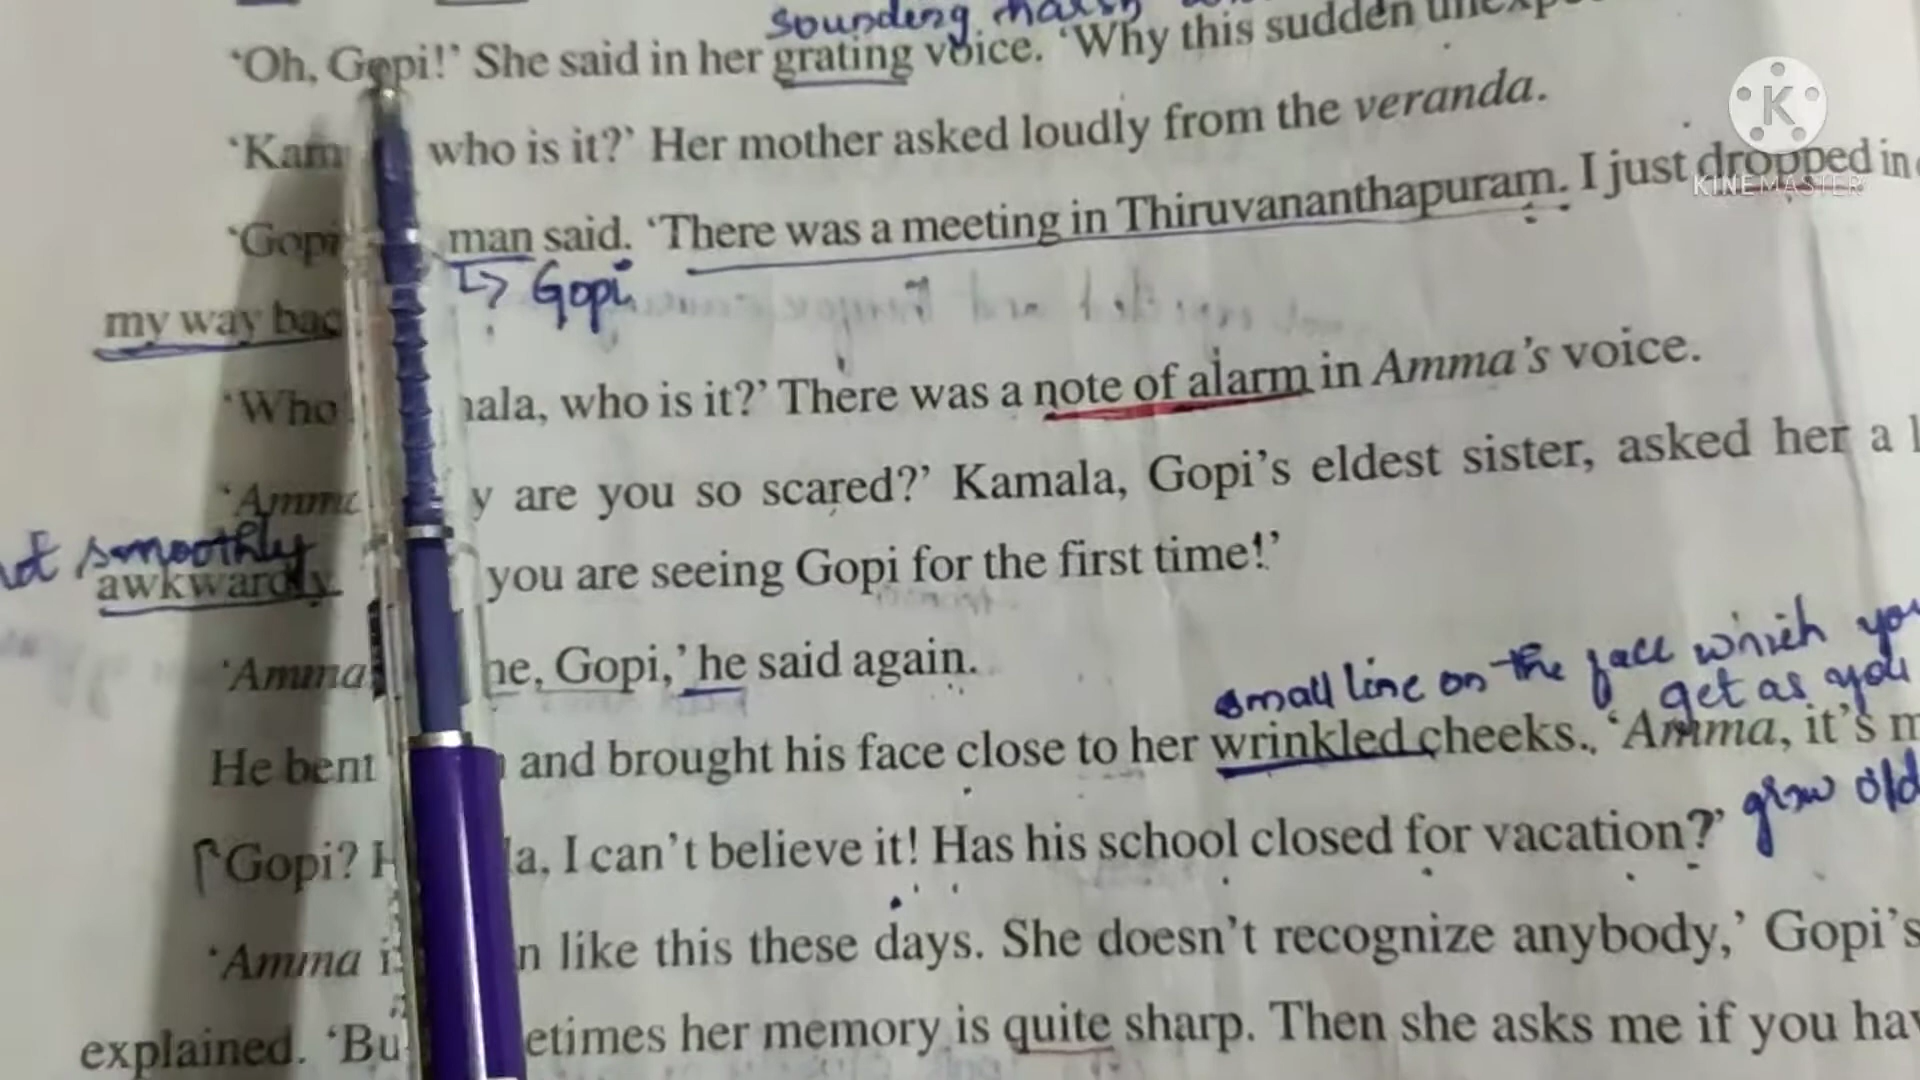 sounding harsh
‘Oh, Gopi!’ She said in her grating voice. ‘Why this sudden
K
KINEMASTER
‘Kam who is it?’ Her mother asked loudly from the veranda.
‘Gopi man said. ‘There was a meeting in Thiruvananthapuram. I just dropped in
↳ Gopi
my way bac
‘Who ala, who is it?’ There was a note of alarm in Amma’s voice.
‘Amma y are you so scared?’ Kamala, Gopi’s eldest sister, asked her a
smoothly
awkwardly you are seeing Gopi for the first time!’
‘Amma, me, Gopi,’ he said again.
small line on the face which you
get as you
He bent and brought his face close to her wrinkled cheeks. ‘Amma, it’s m
grow old
‘Gopi? la, I can’t believe it! Has his school closed for vacation?’
‘Amma n like this these days. She doesn’t recognize anybody,’ Gopi’s
explained. ‘Bu etimes her memory is quite sharp. Then she asks me if you hav